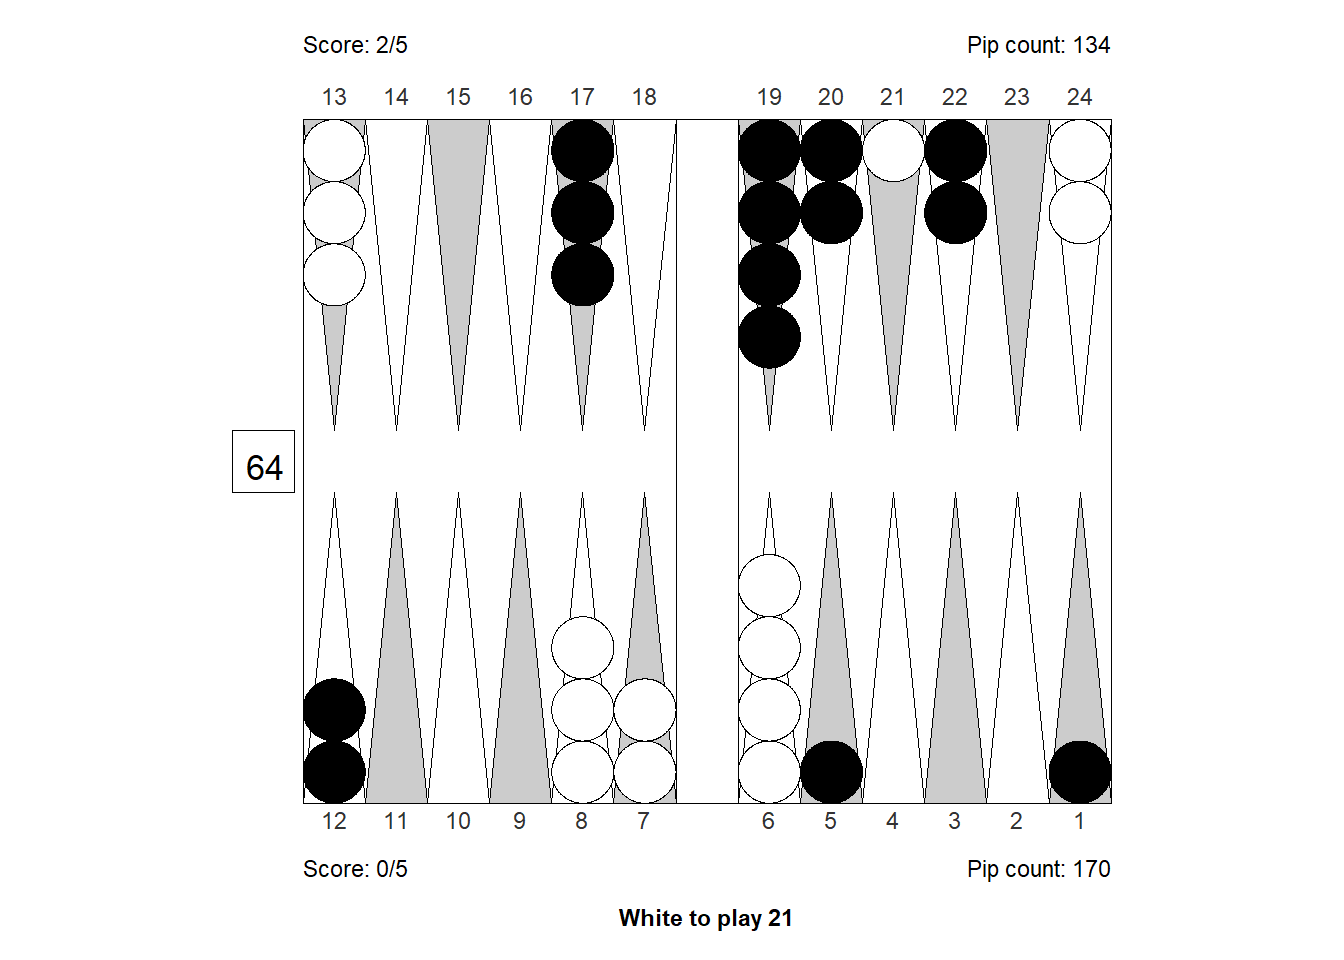 Score: 2/5 Pip count: 134
13 14 15 16 17 18 19 20 21 22 23 24
64
12 11 10 9 8 7 6 5 4 3 2 1
Score: 0/5 Pip count: 170
White to play 21